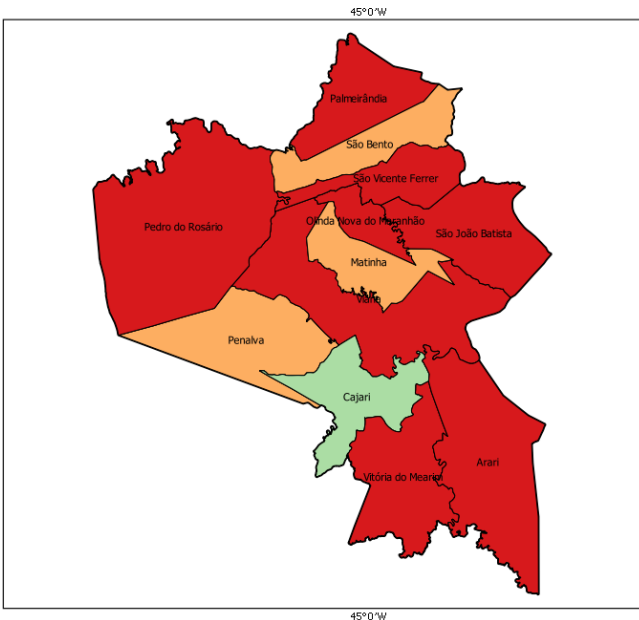 45°0'W
Palmeirândia
São Bento
São Vicente Ferrer
Olinda Nova do Maranhão
Pedro do Rosário
São João Batista
Matinha
Viana
Penalva
Cajari
Arari
Vitória do Mearim
45°0'W